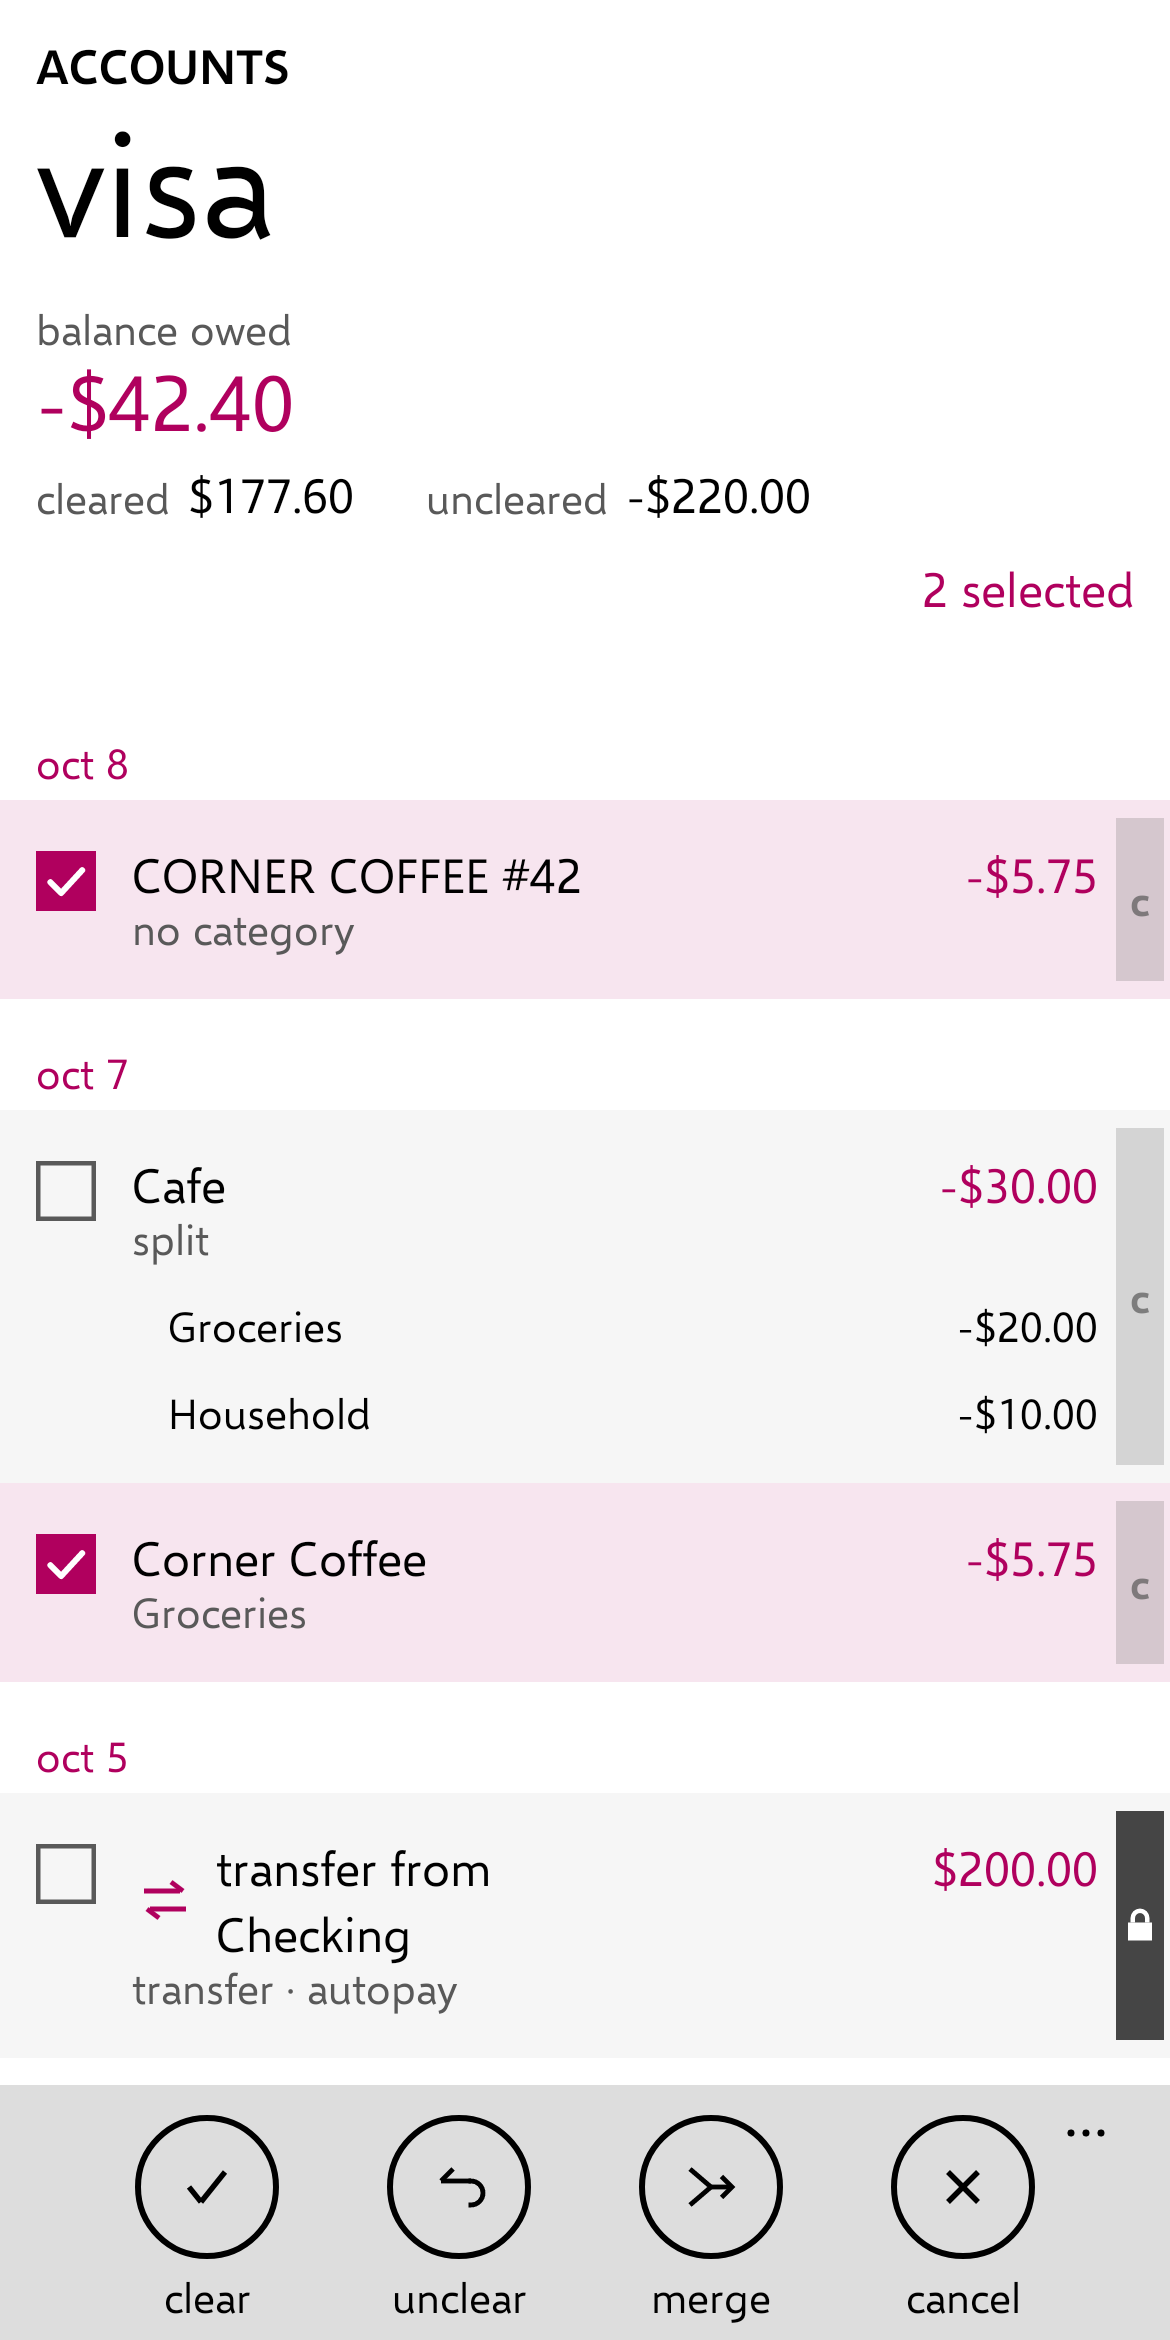 ACCOUNTS
visa
balance owed
-$42.40
cleared $177.60 uncleared -$220.00
2 selected
oct 8
CORNER COFFEE #42 -$5.75
no category
c
oct 7
Cafe -$30.00
split
Groceries -$20.00
c
Household -$10.00
Corner Coffee -$5.75
Groceries
c
oct 5
transfer from $200.00
Checking
transfer · autopay
...
clear unclear merge cancel